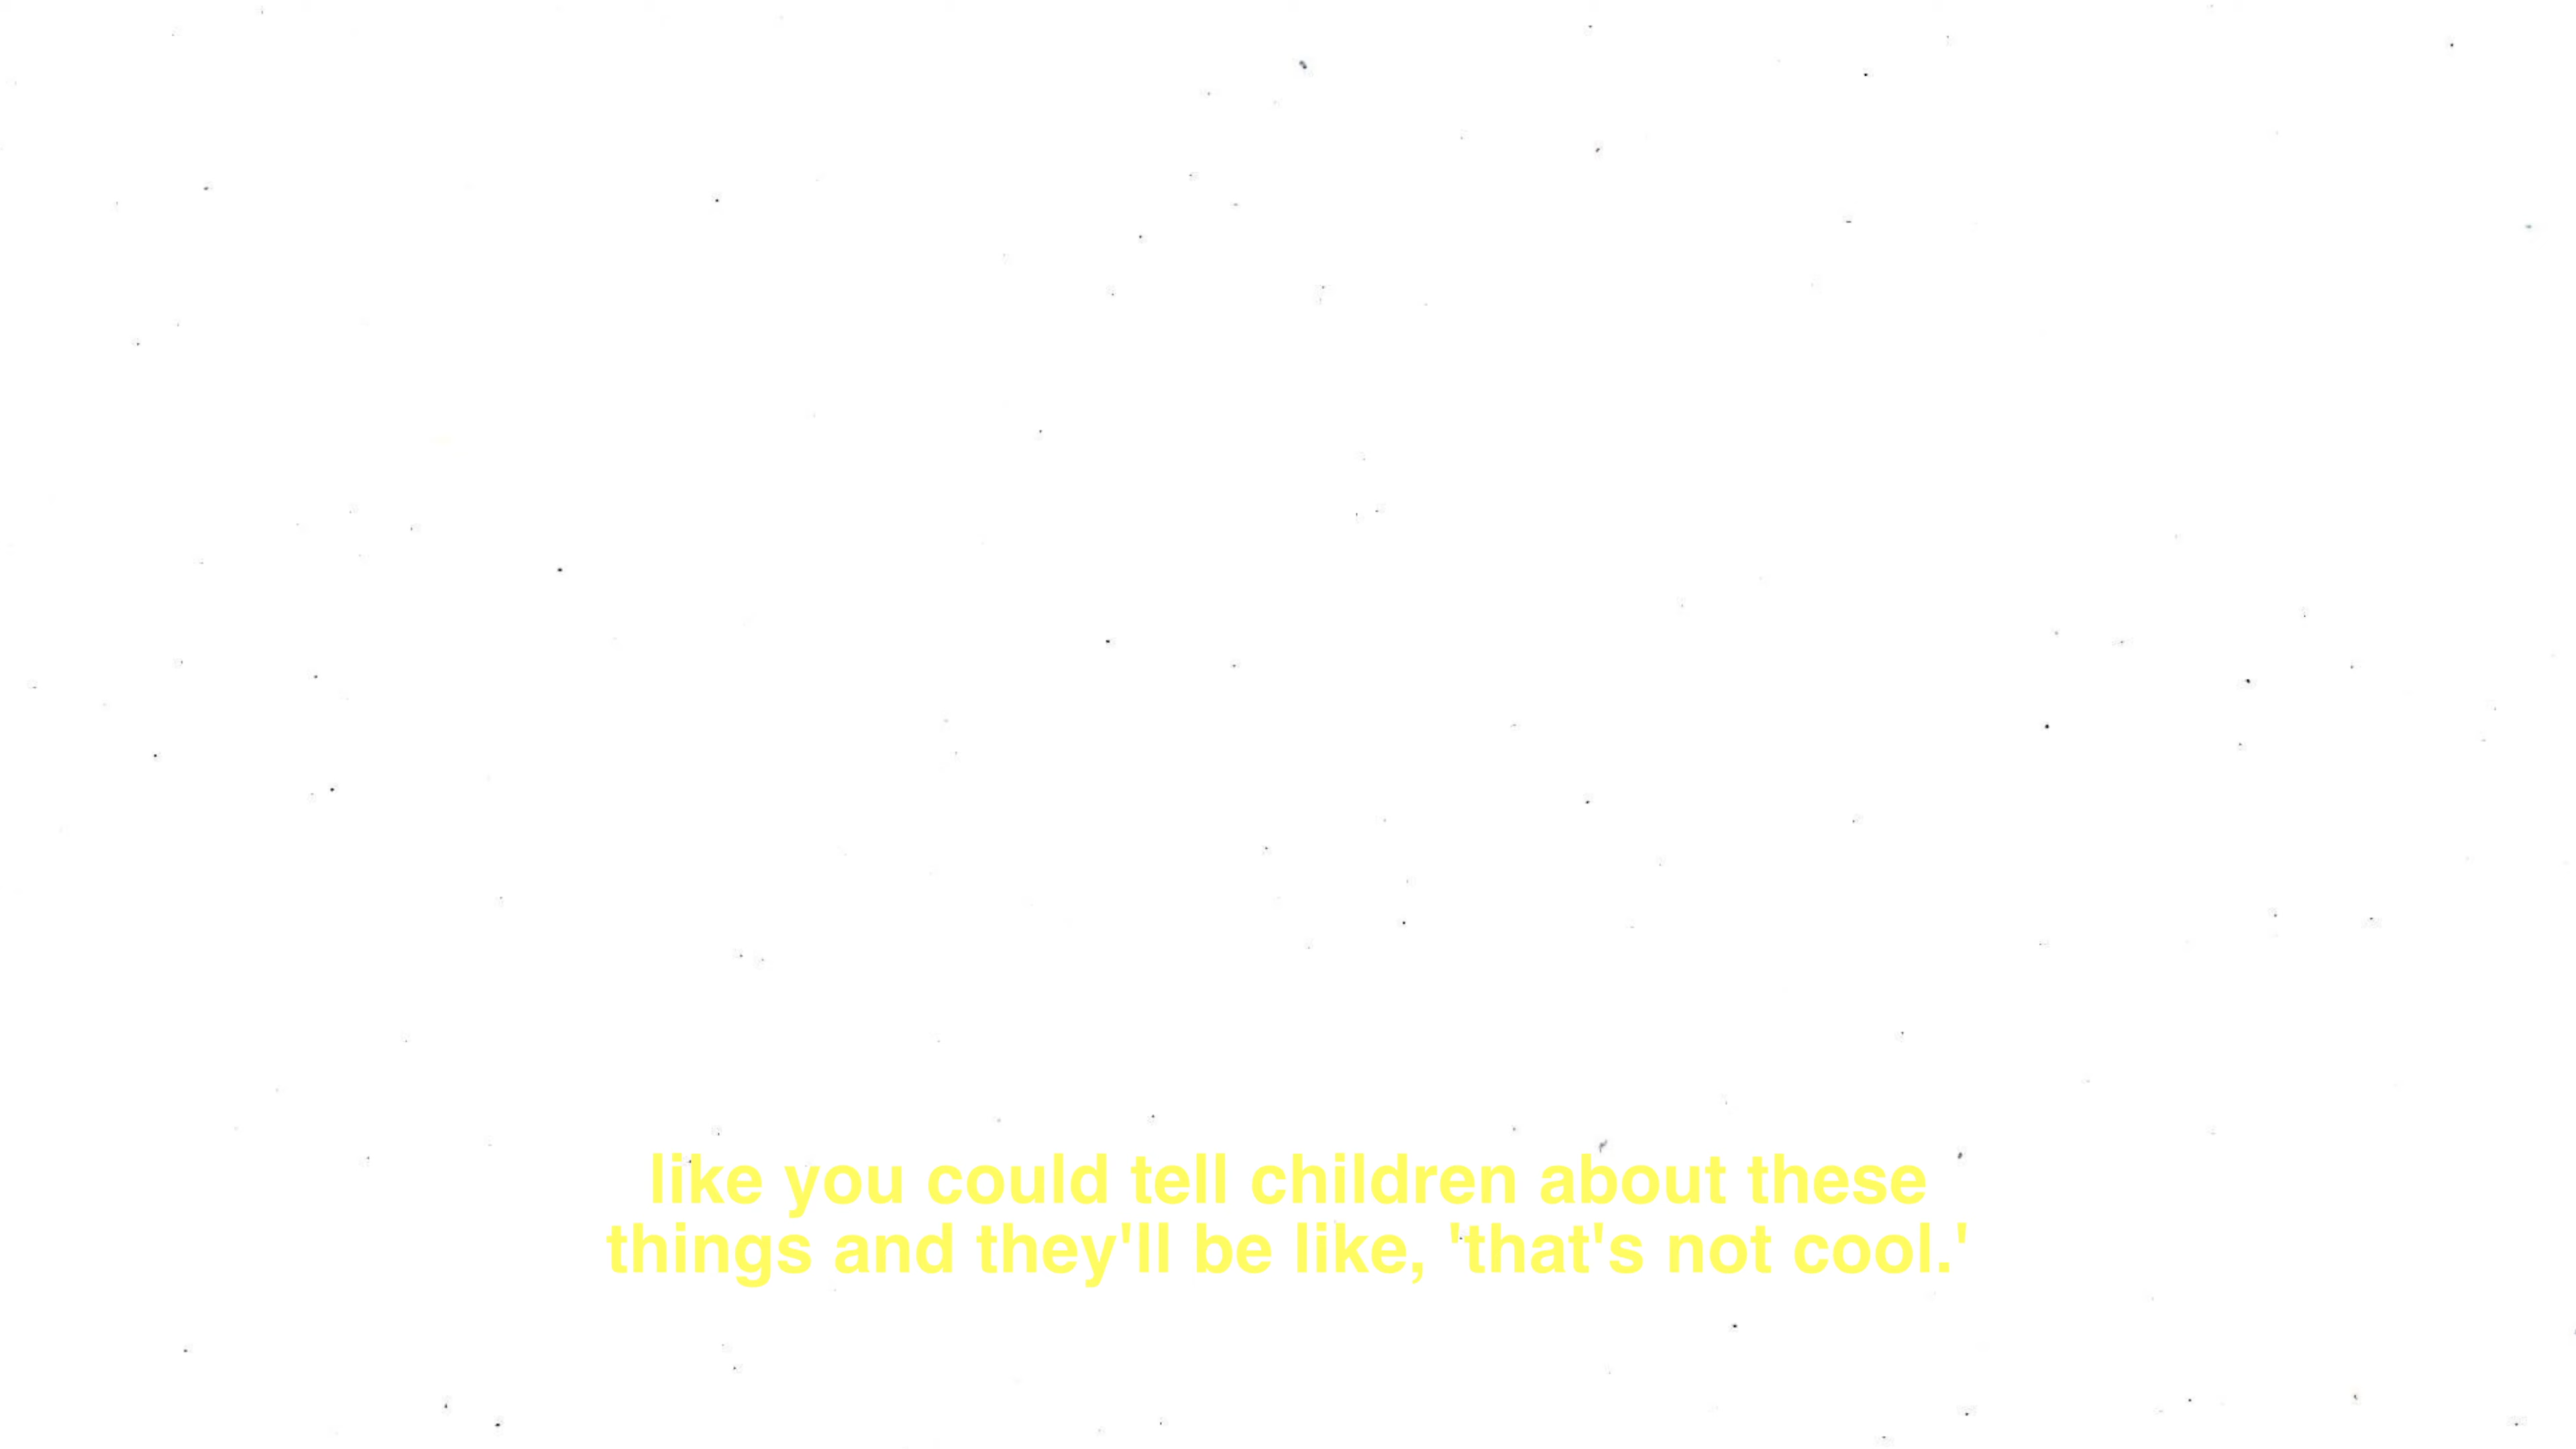 like you could tell children about these
things and they'll be like, 'that's not cool.'